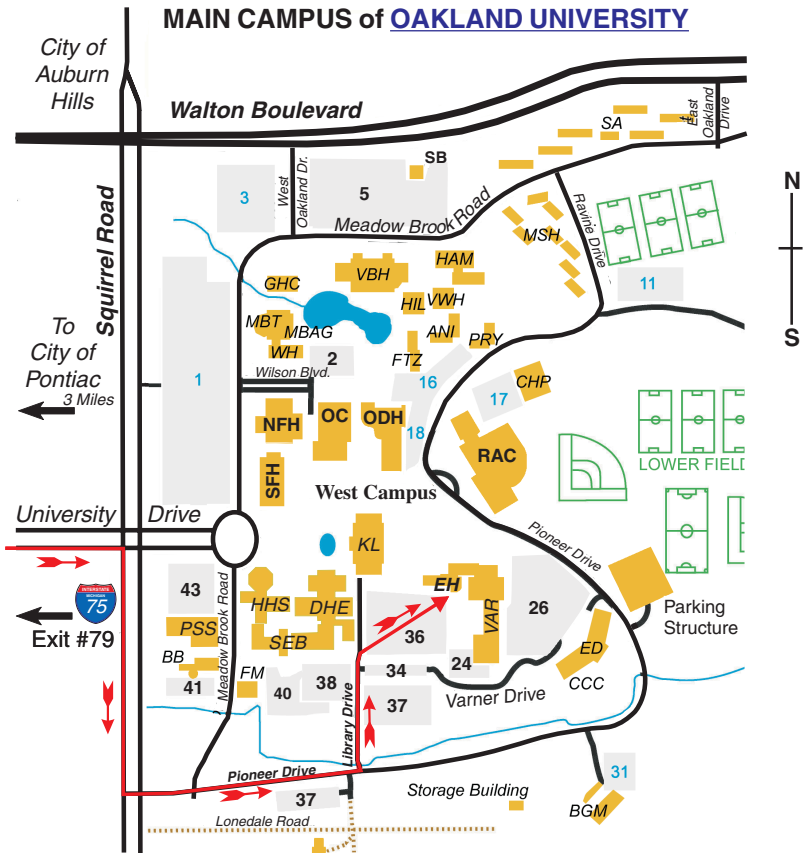 MAIN CAMPUS of OAKLAND UNIVERSITY
City of
Auburn
Hills
Walton Boulevard
SA
East
Oakland
Drive
SB
3
West
Oakland Dr.
5
Meadow Brook Road
Squirrel Road
MSH
Ravine Drive
N
S
11
GHC
VBH
HAM
HIL
VWH
MBT
MBAG
ANI
PRY
WH
FTZ
2
To
City of
Pontiac
3 Miles
1
Wilson Blvd.
16
17
CHP
NFH
OC
ODH
18
RAC
LOWER FIELD
SFH
West Campus
University Drive
KL
Pioneer Drive
INTERSTATE
MICHIGAN
75
Exit #79
43
Meadow Brook Road
HHS
DHE
EH
VAR
26
Parking
Structure
PSS
SEB
36
BB
FM
ED
41
40
38
34
24
CCC
Library Drive
37
Varner Drive
Pioneer Drive
37
Storage Building
31
BGM
Lonedale Road